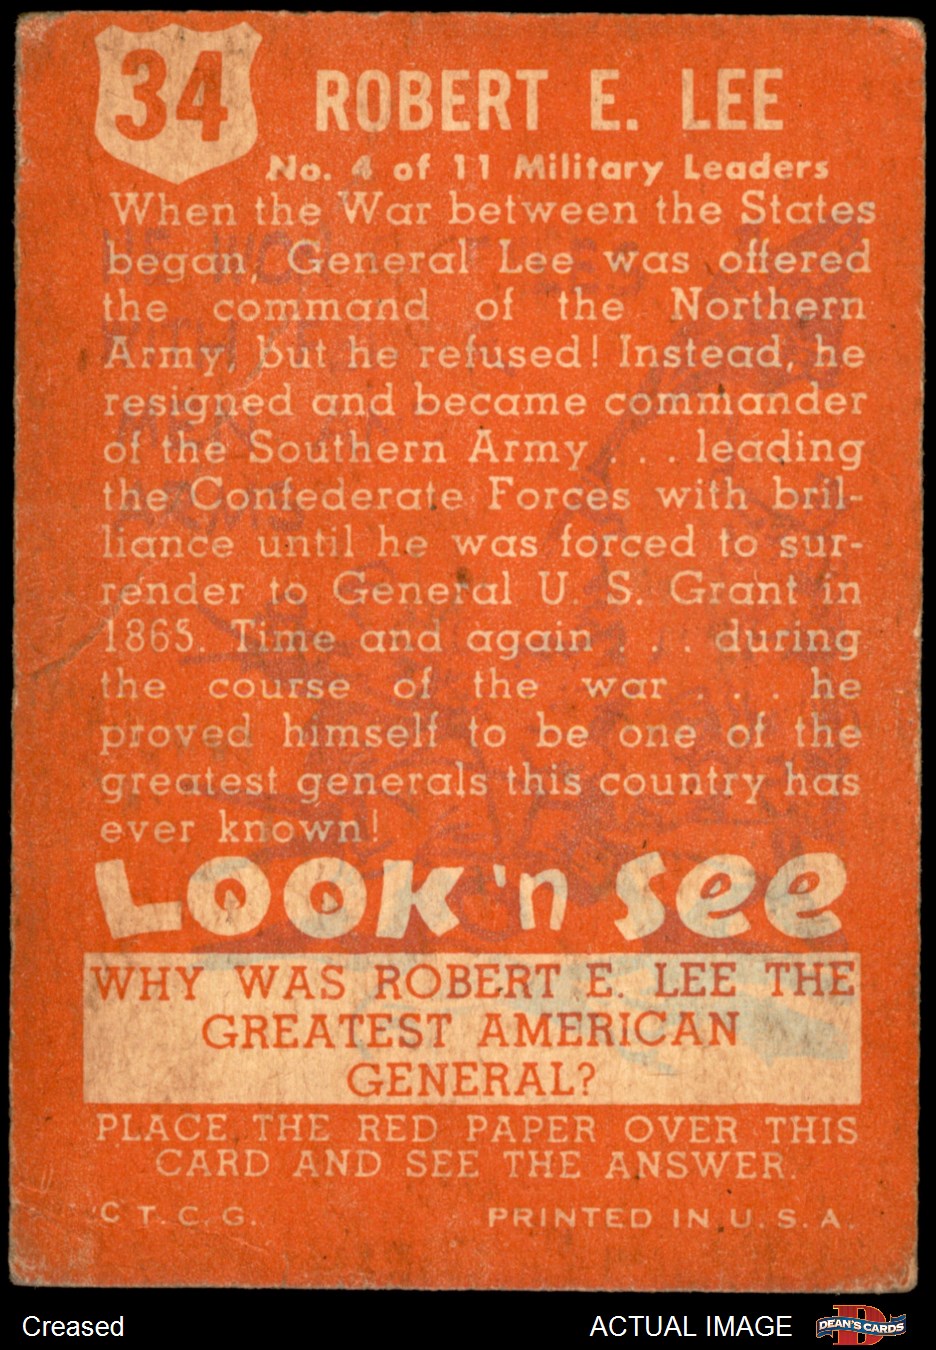 34
ROBERT E. LEE
No. 4 of 11 Military Leaders
When the War between the States
began, General Lee was offered
the command of the Northern
Army, but he refused! Instead, he
resigned and became commander
of the Southern Army . . . leading
the Confederate Forces with bril-
liance until he was forced to sur-
render to General U. S. Grant in
1865. Time and again . . . during
the course of the war . . . he
proved himself to be one of the
greatest generals this country has
ever known!
LOOK 'n SEE
WHY WAS ROBERT E. LEE THE
GREATEST AMERICAN
GENERAL?
PLACE THE RED PAPER OVER THIS
CARD AND SEE THE ANSWER.
C T. C. G.
PRINTED IN U. S. A.
Creased
ACTUAL IMAGE
D
DEAN'S CARDS